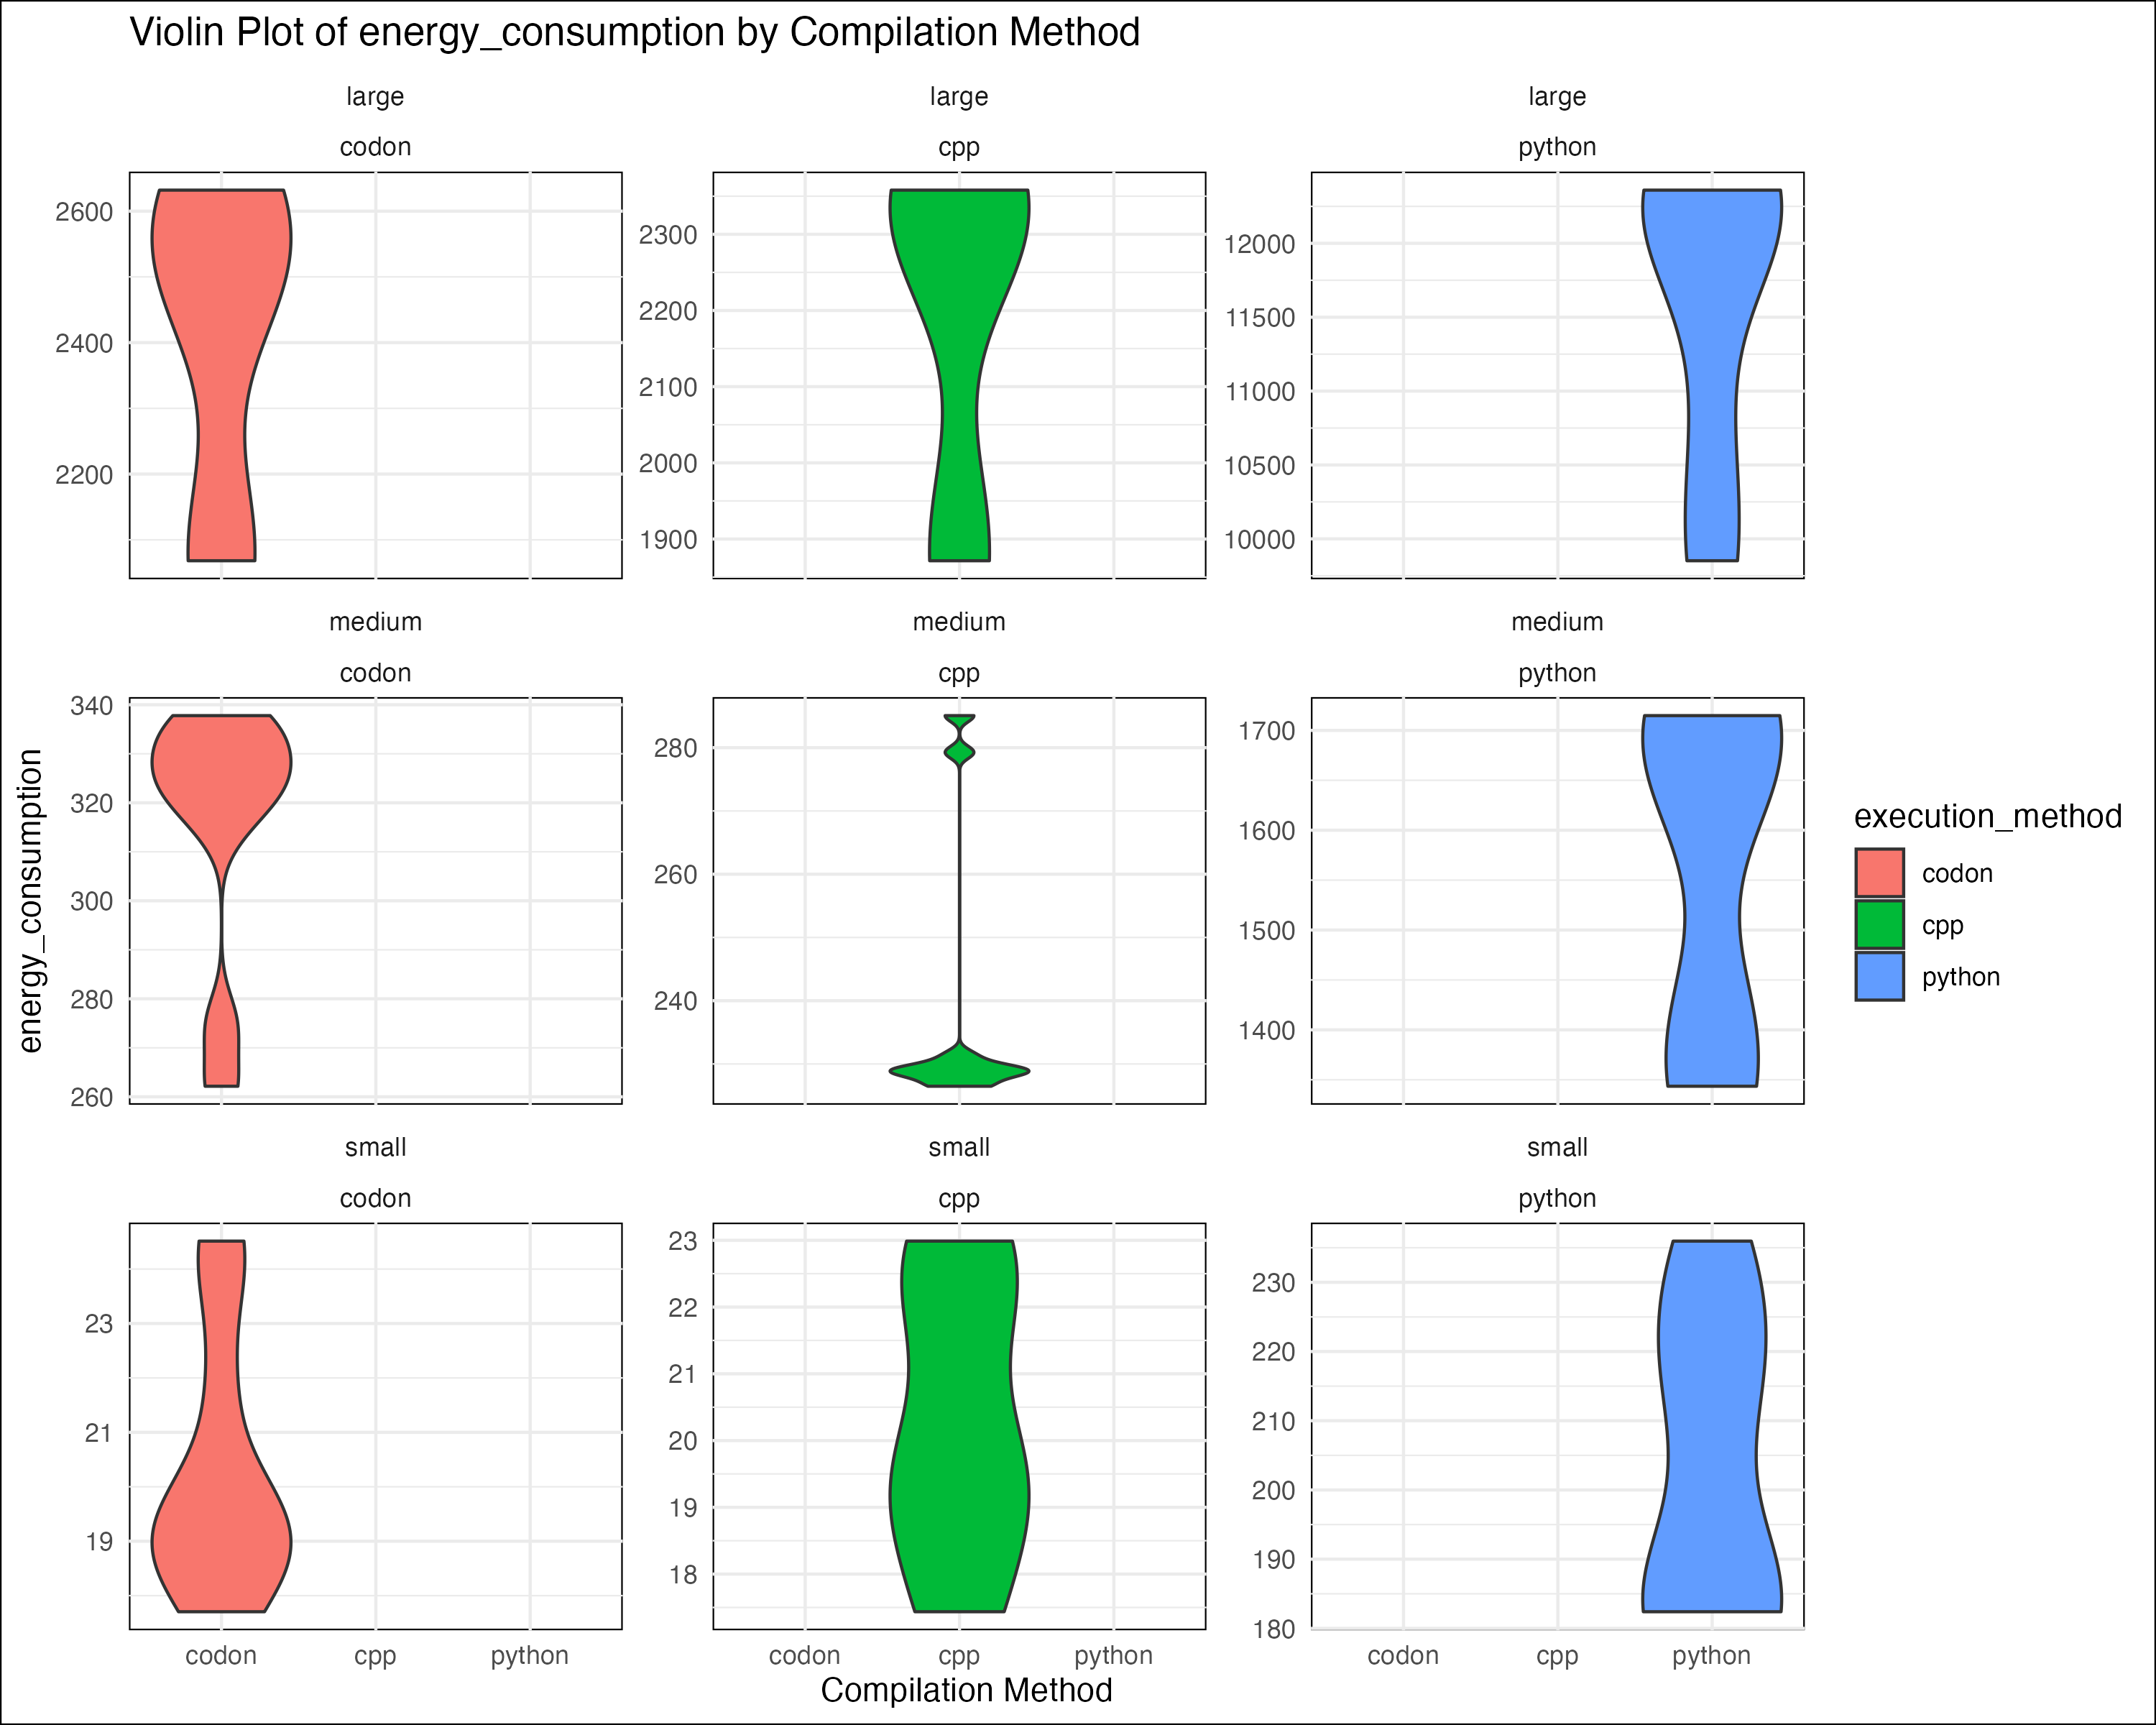 Violin Plot of energy_consumption by Compilation Method
large
codon
large
cpp
large
python
2600
2400
2200
2300
2200
2100
2000
1900
12000
11500
11000
10500
10000
medium
codon
medium
cpp
medium
python
340
320
300
280
260
280
260
240
1700
1600
1500
1400
small
codon
small
cpp
small
python
23
21
19
23
22
21
20
19
18
230
220
210
200
190
180
codon cpp python
codon cpp python
codon cpp python
Compilation Method
energy_consumption
execution_method
codon
cpp
python